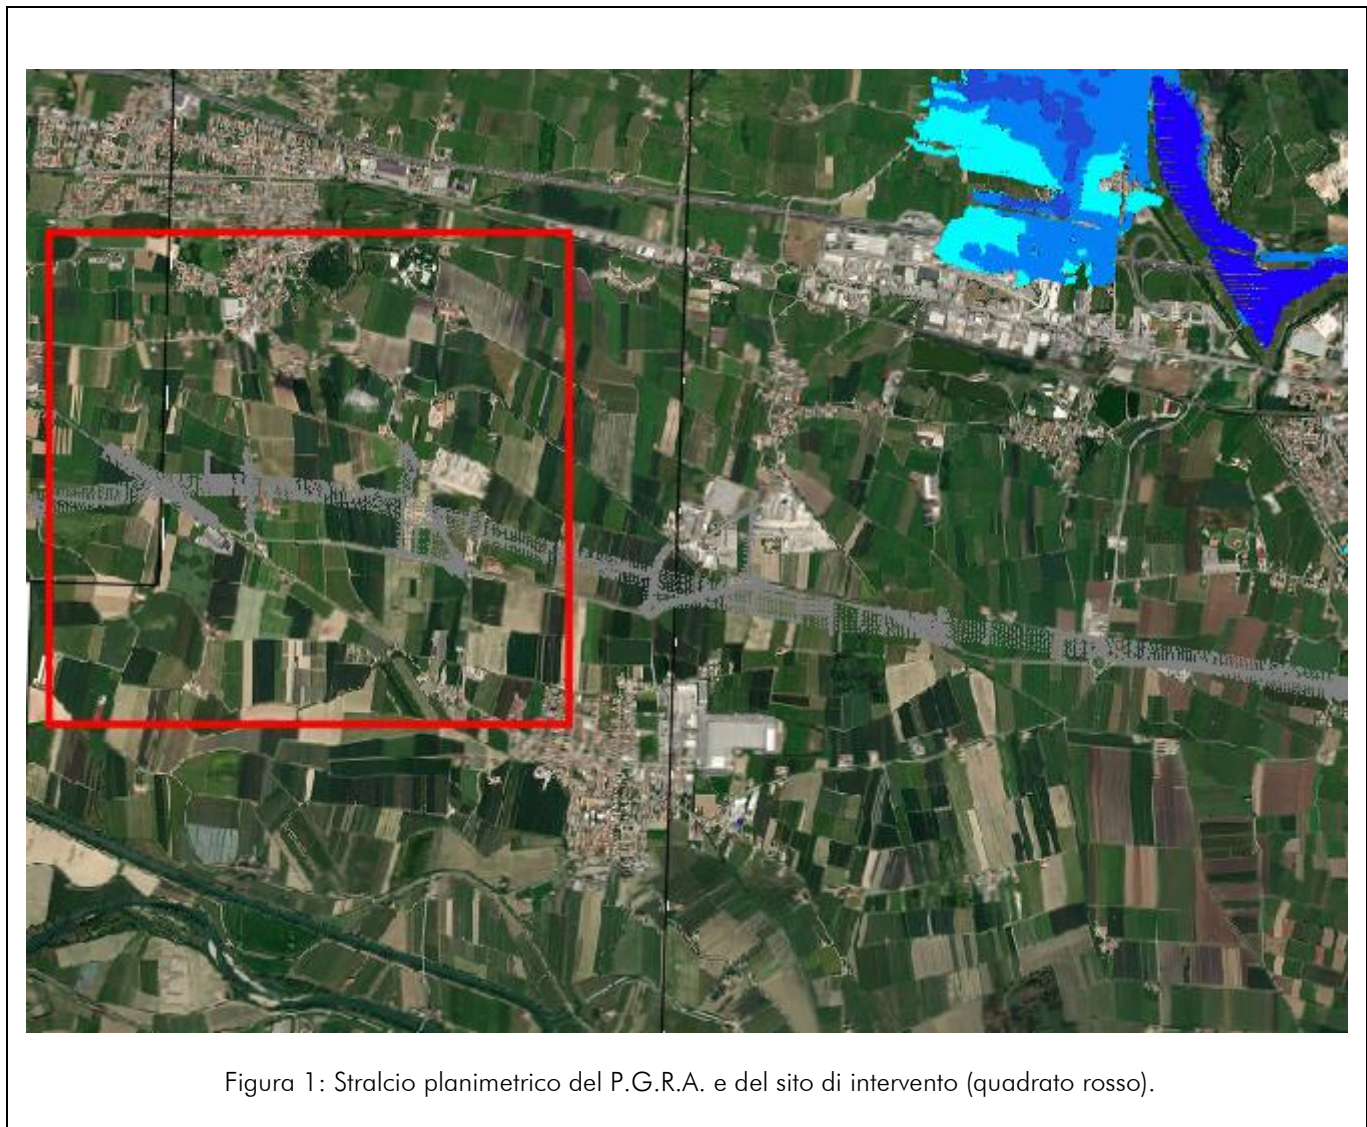 Figura 1: Stralcio planimetrico del P.G.R.A. e del sito di intervento (quadrato rosso).